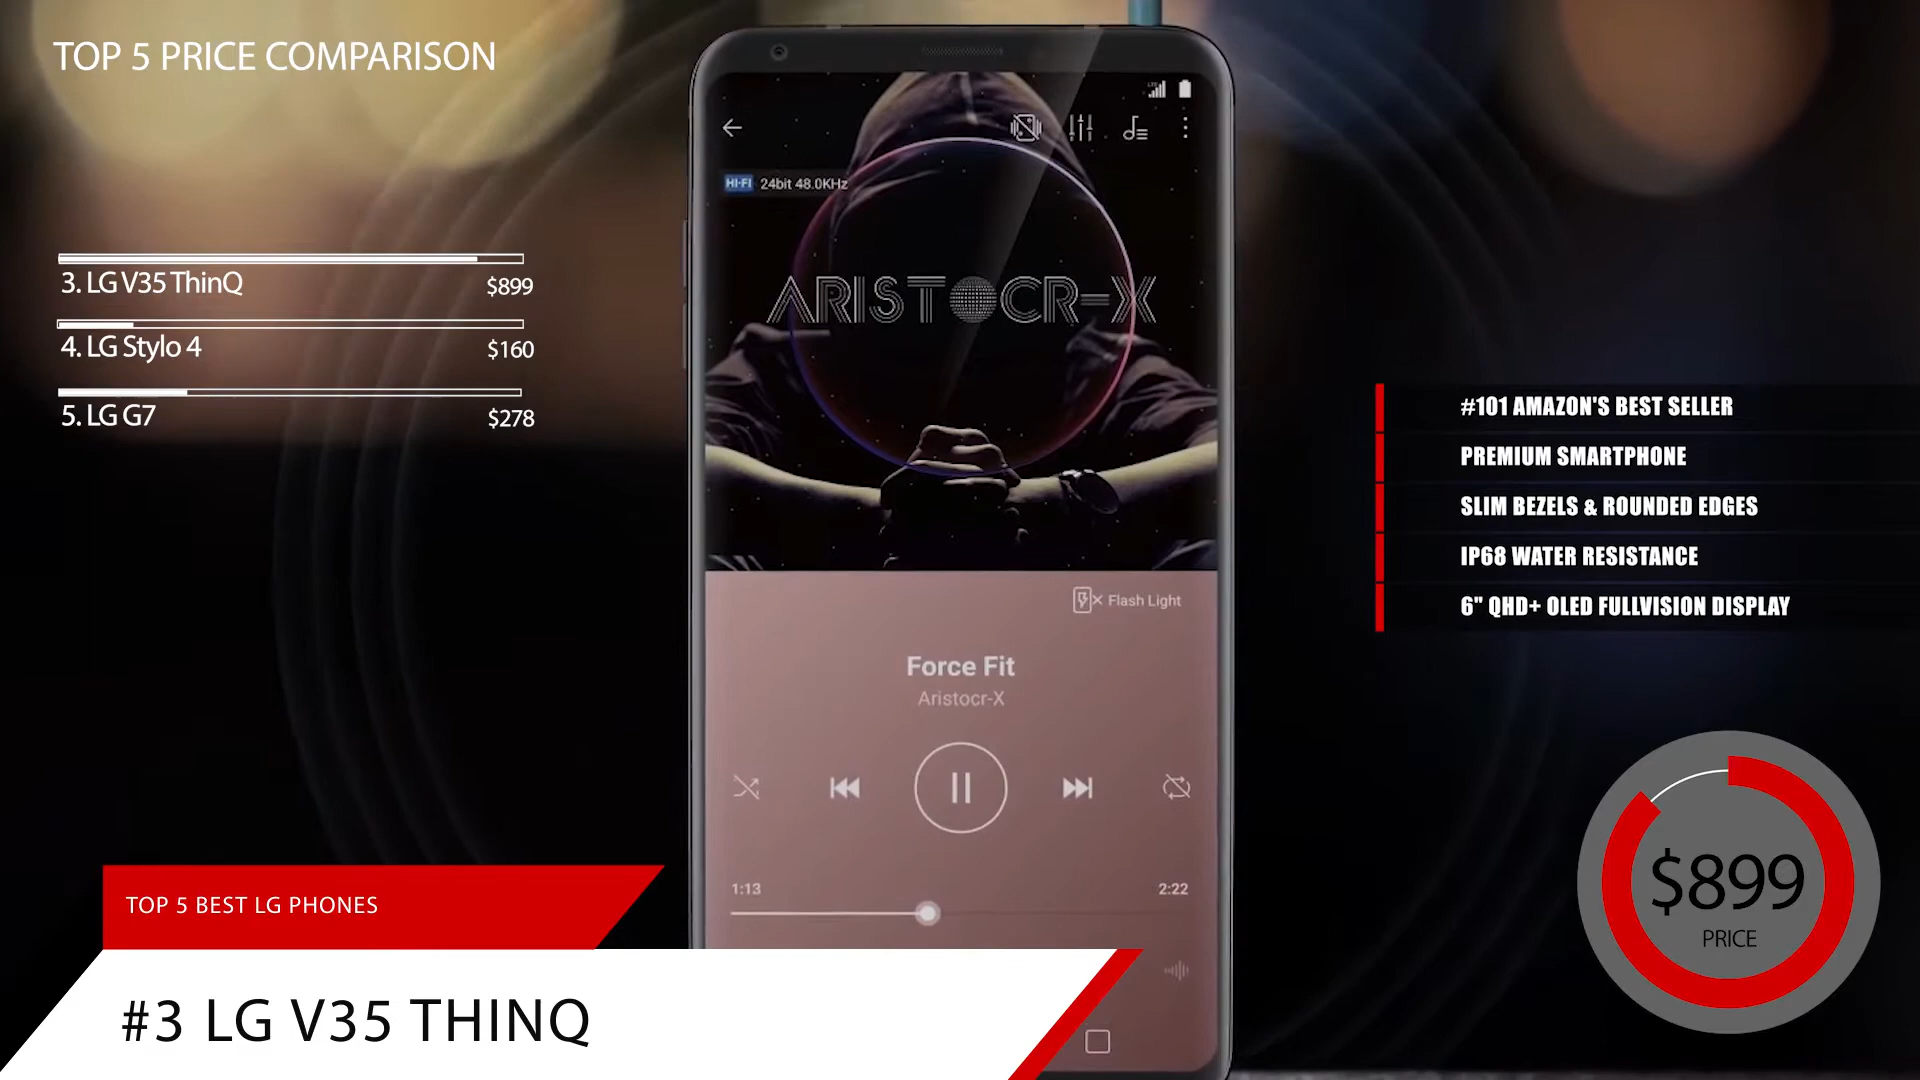 TOP 5 PRICE COMPARISON
3. LG V35 ThinQ
$899
4. LG Stylo 4
$160
5. LG G7
$278
HI-FI 24bit 48.0KHz
ARISTOCR-X
Flash Light
Force Fit
Aristocr-X
1:13
2:22
#101 AMAZON'S BEST SELLER
PREMIUM SMARTPHONE
SLIM BEZELS & ROUNDED EDGES
IP68 WATER RESISTANCE
6" QHD+ OLED FULLVISION DISPLAY
$899
PRICE
TOP 5 BEST LG PHONES
#3 LG V35 THINQ